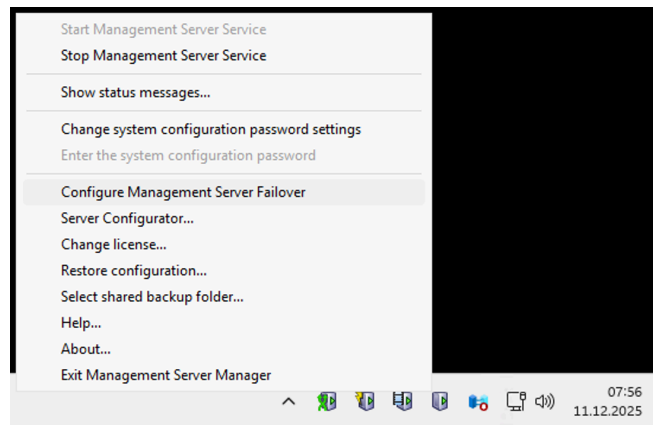 Start Management Server Service
Stop Management Server Service
Show status messages...
Change system configuration password settings
Enter the system configuration password
Configure Management Server Failover
Server Configurator...
Change license...
Restore configuration...
Select shared backup folder...
Help...
About...
Exit Management Server Manager
07:56
11.12.2025